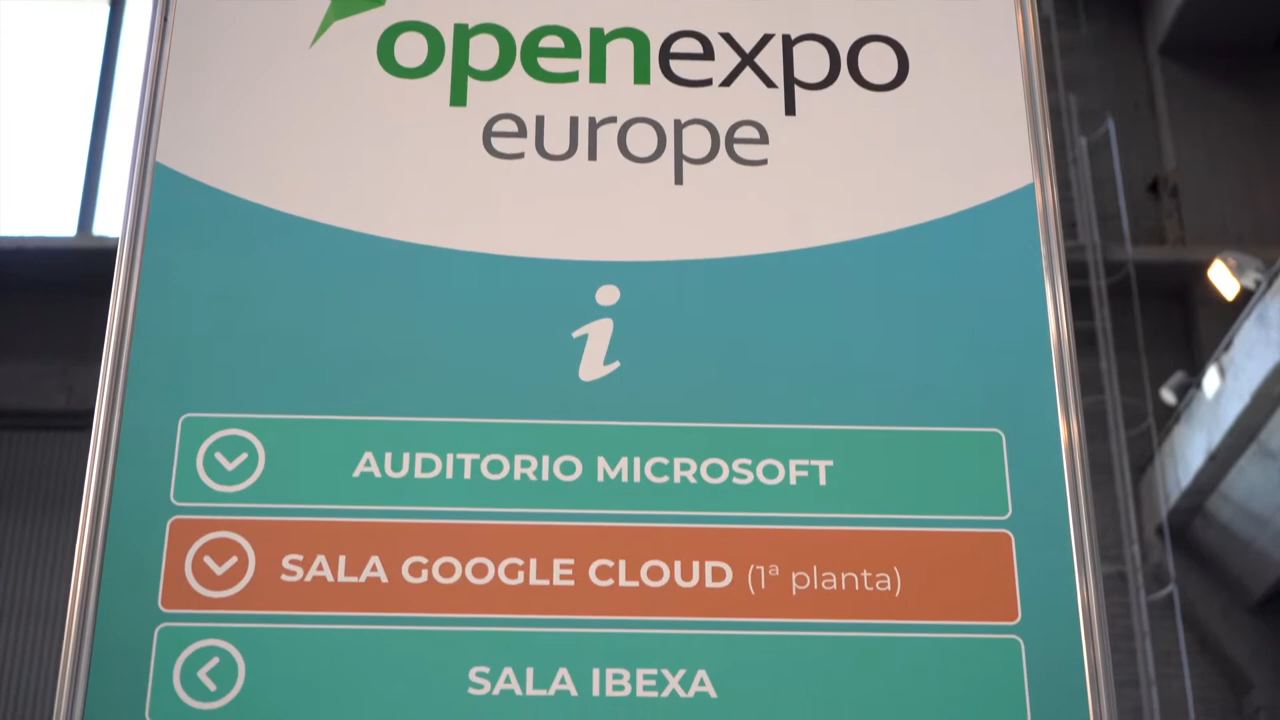 openexpo
europe
i
AUDITORIO MICROSOFT
SALA GOOGLE CLOUD (1ª planta)
SALA IBEXA